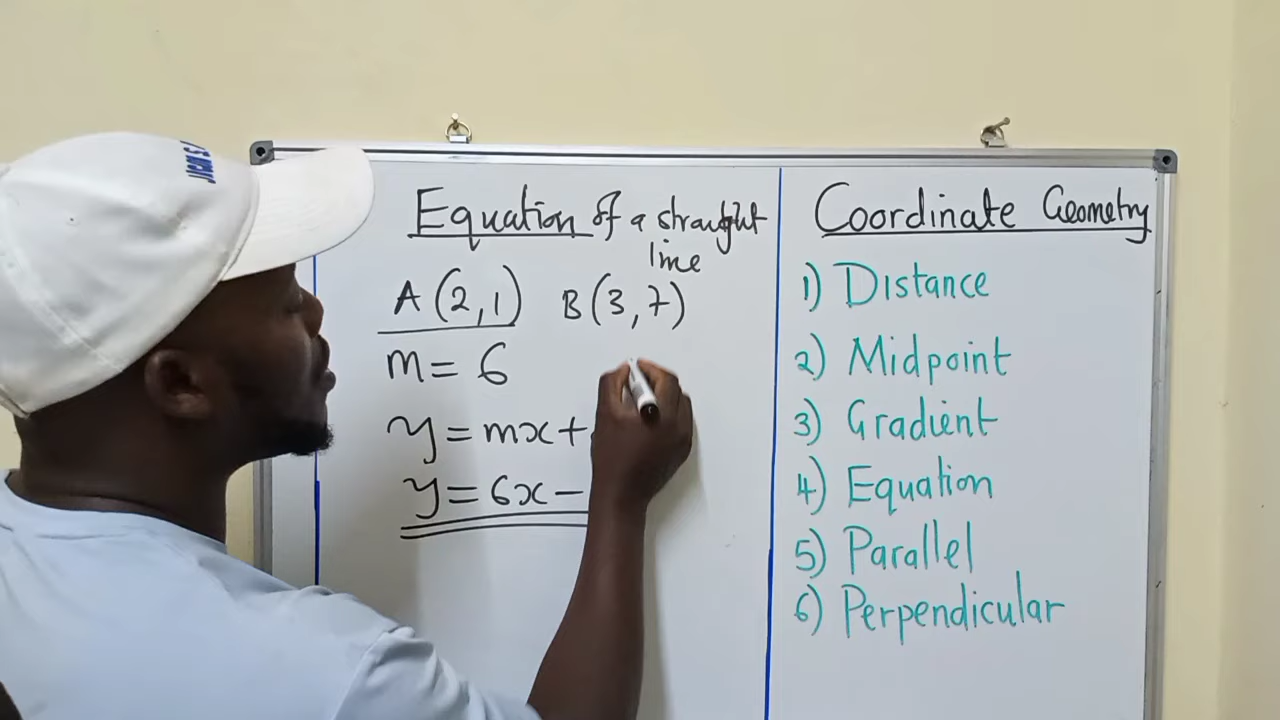 Equation of a straight
line
A(2,1) B(3,7)
m = 6
y = mx +
y = 6x −
Coordinate Geometry
1) Distance
2) Midpoint
3) Gradient
4) Equation
5) Parallel
6) Perpendicular